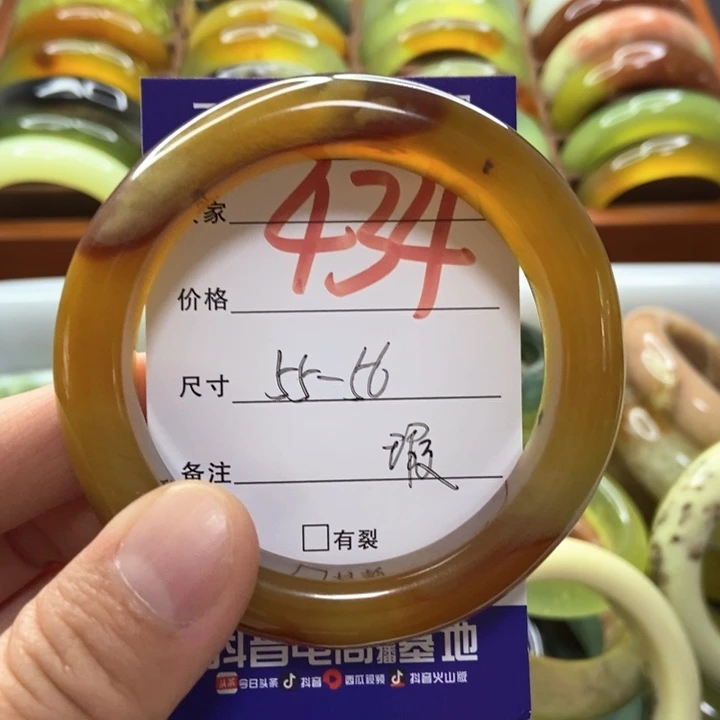 家 434
价格
尺寸 55-56
备注 瑕
□有裂
抖音电商直播基地
今日头条 抖音 西瓜视频 抖音火山版